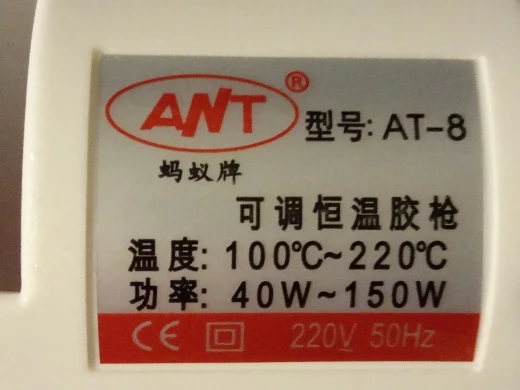 ANT®
型号: AT-8
蚂蚁牌
可调恒温胶枪
温度: 100℃~220℃
功率: 40W~150W
CE 220V 50Hz